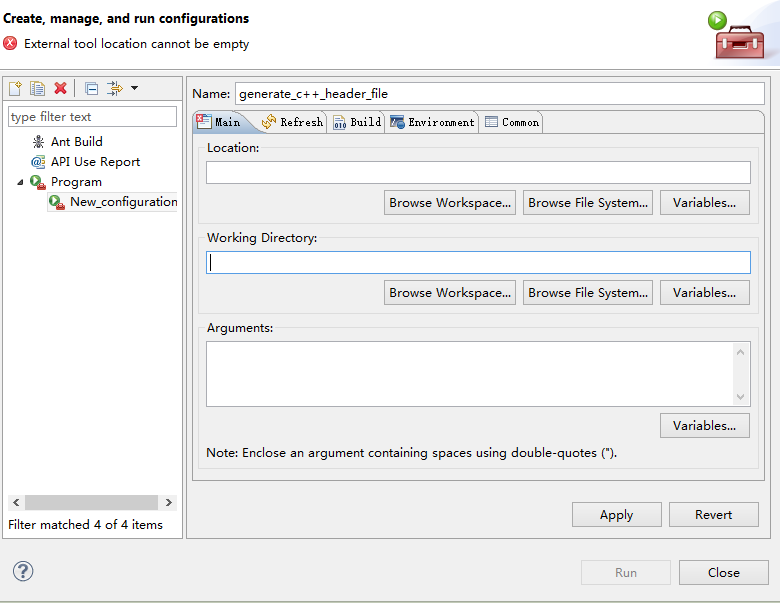 Create, manage, and run configurations
External tool location cannot be empty
type filter text
Ant Build
API Use Report
Program
New_configuration
Filter matched 4 of 4 items
Name: generate_c++_header_file
Main Refresh Build Environment Common
Location:
Browse Workspace... Browse File System... Variables...
Working Directory:
Browse Workspace... Browse File System... Variables...
Arguments:
Variables...
Note: Enclose an argument containing spaces using double-quotes (").
Apply Revert
Run Close